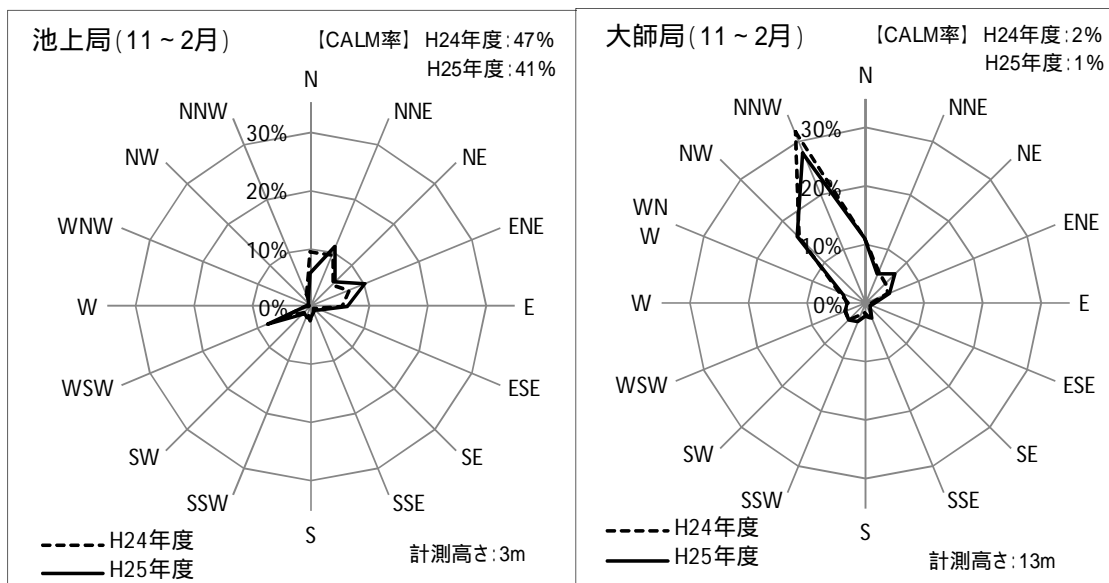 池上局(11～2月)
【CALM率】 H24年度:47%
H25年度:41%
N
NNE
NE
ENE
E
ESE
SE
SSE
S
SSW
SW
WSW
W
WNW
NW
NNW
30%
20%
10%
0%
H24年度
H25年度
計測高さ:3m
大師局(11～2月)
【CALM率】 H24年度:2%
H25年度:1%
N
NNE
NE
ENE
E
ESE
SE
SSE
S
SSW
SW
WSW
W
WN
W
NW
NNW
30%
20%
10%
0%
H24年度
H25年度
計測高さ:13m